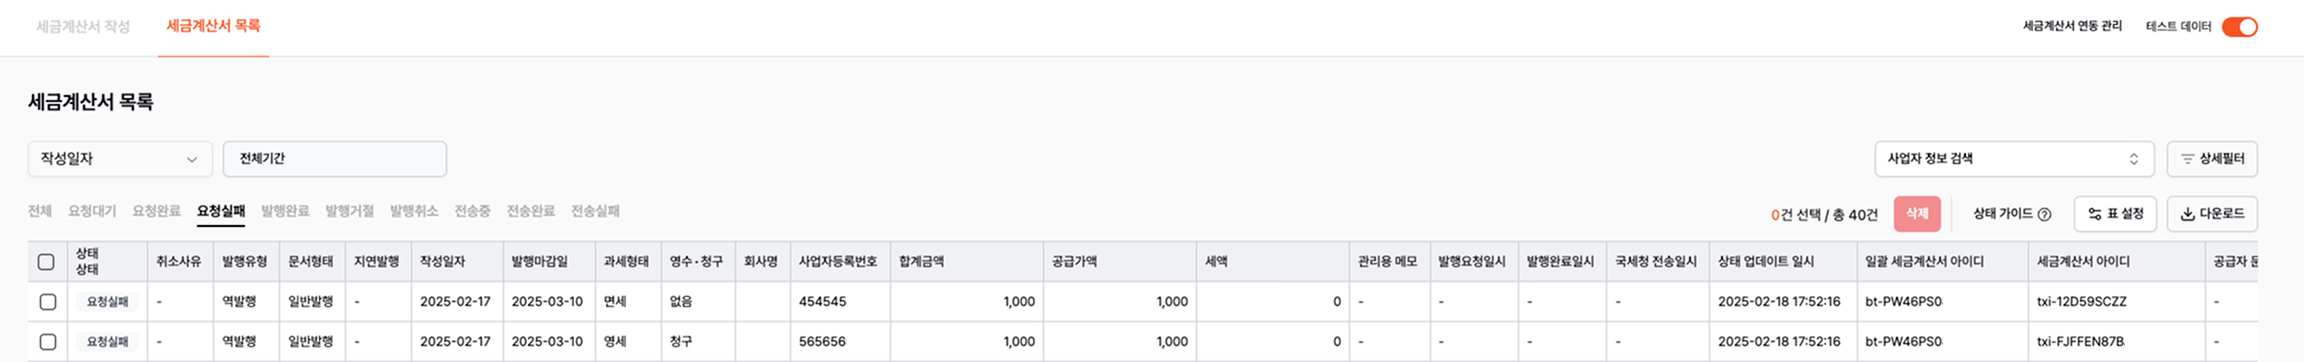 세금계산서 작성 세금계산서 목록 세금계산서 연동 관리 테스트 데이터
세금계산서 목록
작성일자 전체기간 사업자 정보 검색 상세필터
전체 요청대기 요청완료 요청실패 발행완료 발행거절 발행취소 전송중 전송완료 전송실패 0건 선택 / 총 40건 삭제 상태 가이드 표 설정 다운로드
상태
상태 취소사유 발행유형 문서형태 지연발행 작성일자 발행마감일 과세형태 영수·청구 회사명 사업자등록번호 합계금액 공급가액 세액 관리용 메모 발행요청일시 발행완료일시 국세청 전송일시 상태 업데이트 일시 일괄 세금계산서 아이디 세금계산서 아이디 공급자
요청실패 - 역발행 일반발행 - 2025-02-17 2025-03-10 면세 없음 454545 1,000 1,000 0 - - - - 2025-02-18 17:52:16 bt-PW46PS0 txi-12D59SCZZ -
요청실패 - 역발행 일반발행 - 2025-02-17 2025-03-10 영세 청구 565656 1,000 1,000 0 - - - - 2025-02-18 17:52:16 bt-PW46PS0 txi-FJFFEN87B -